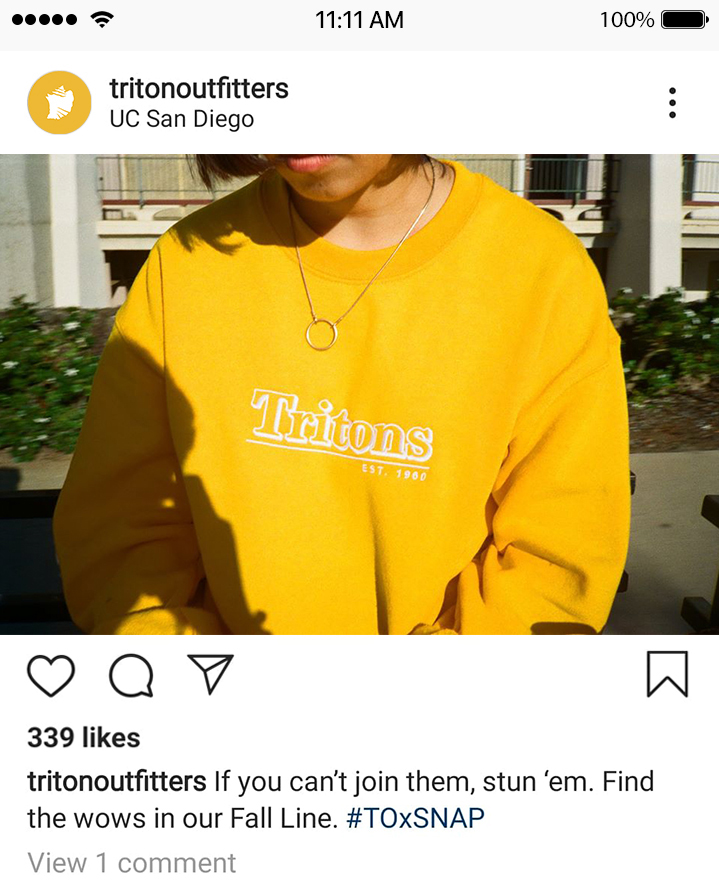 11:11 AM 100%
tritonoutfitters
UC San Diego
Tritons
EST. 1960
339 likes
tritonoutfitters If you can’t join them, stun ‘em. Find
the wows in our Fall Line. #TOxSNAP
View 1 comment